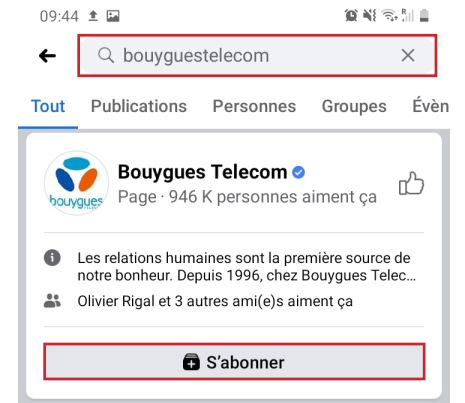 09:44
bouyguestelecom
Tout Publications Personnes Groupes Évèn
bouygues
Bouygues Telecom
Page · 946 K personnes aiment ça
Les relations humaines sont la première source de
notre bonheur. Depuis 1996, chez Bouygues Telec...
Olivier Rigal et 3 autres ami(e)s aiment ça
S'abonner